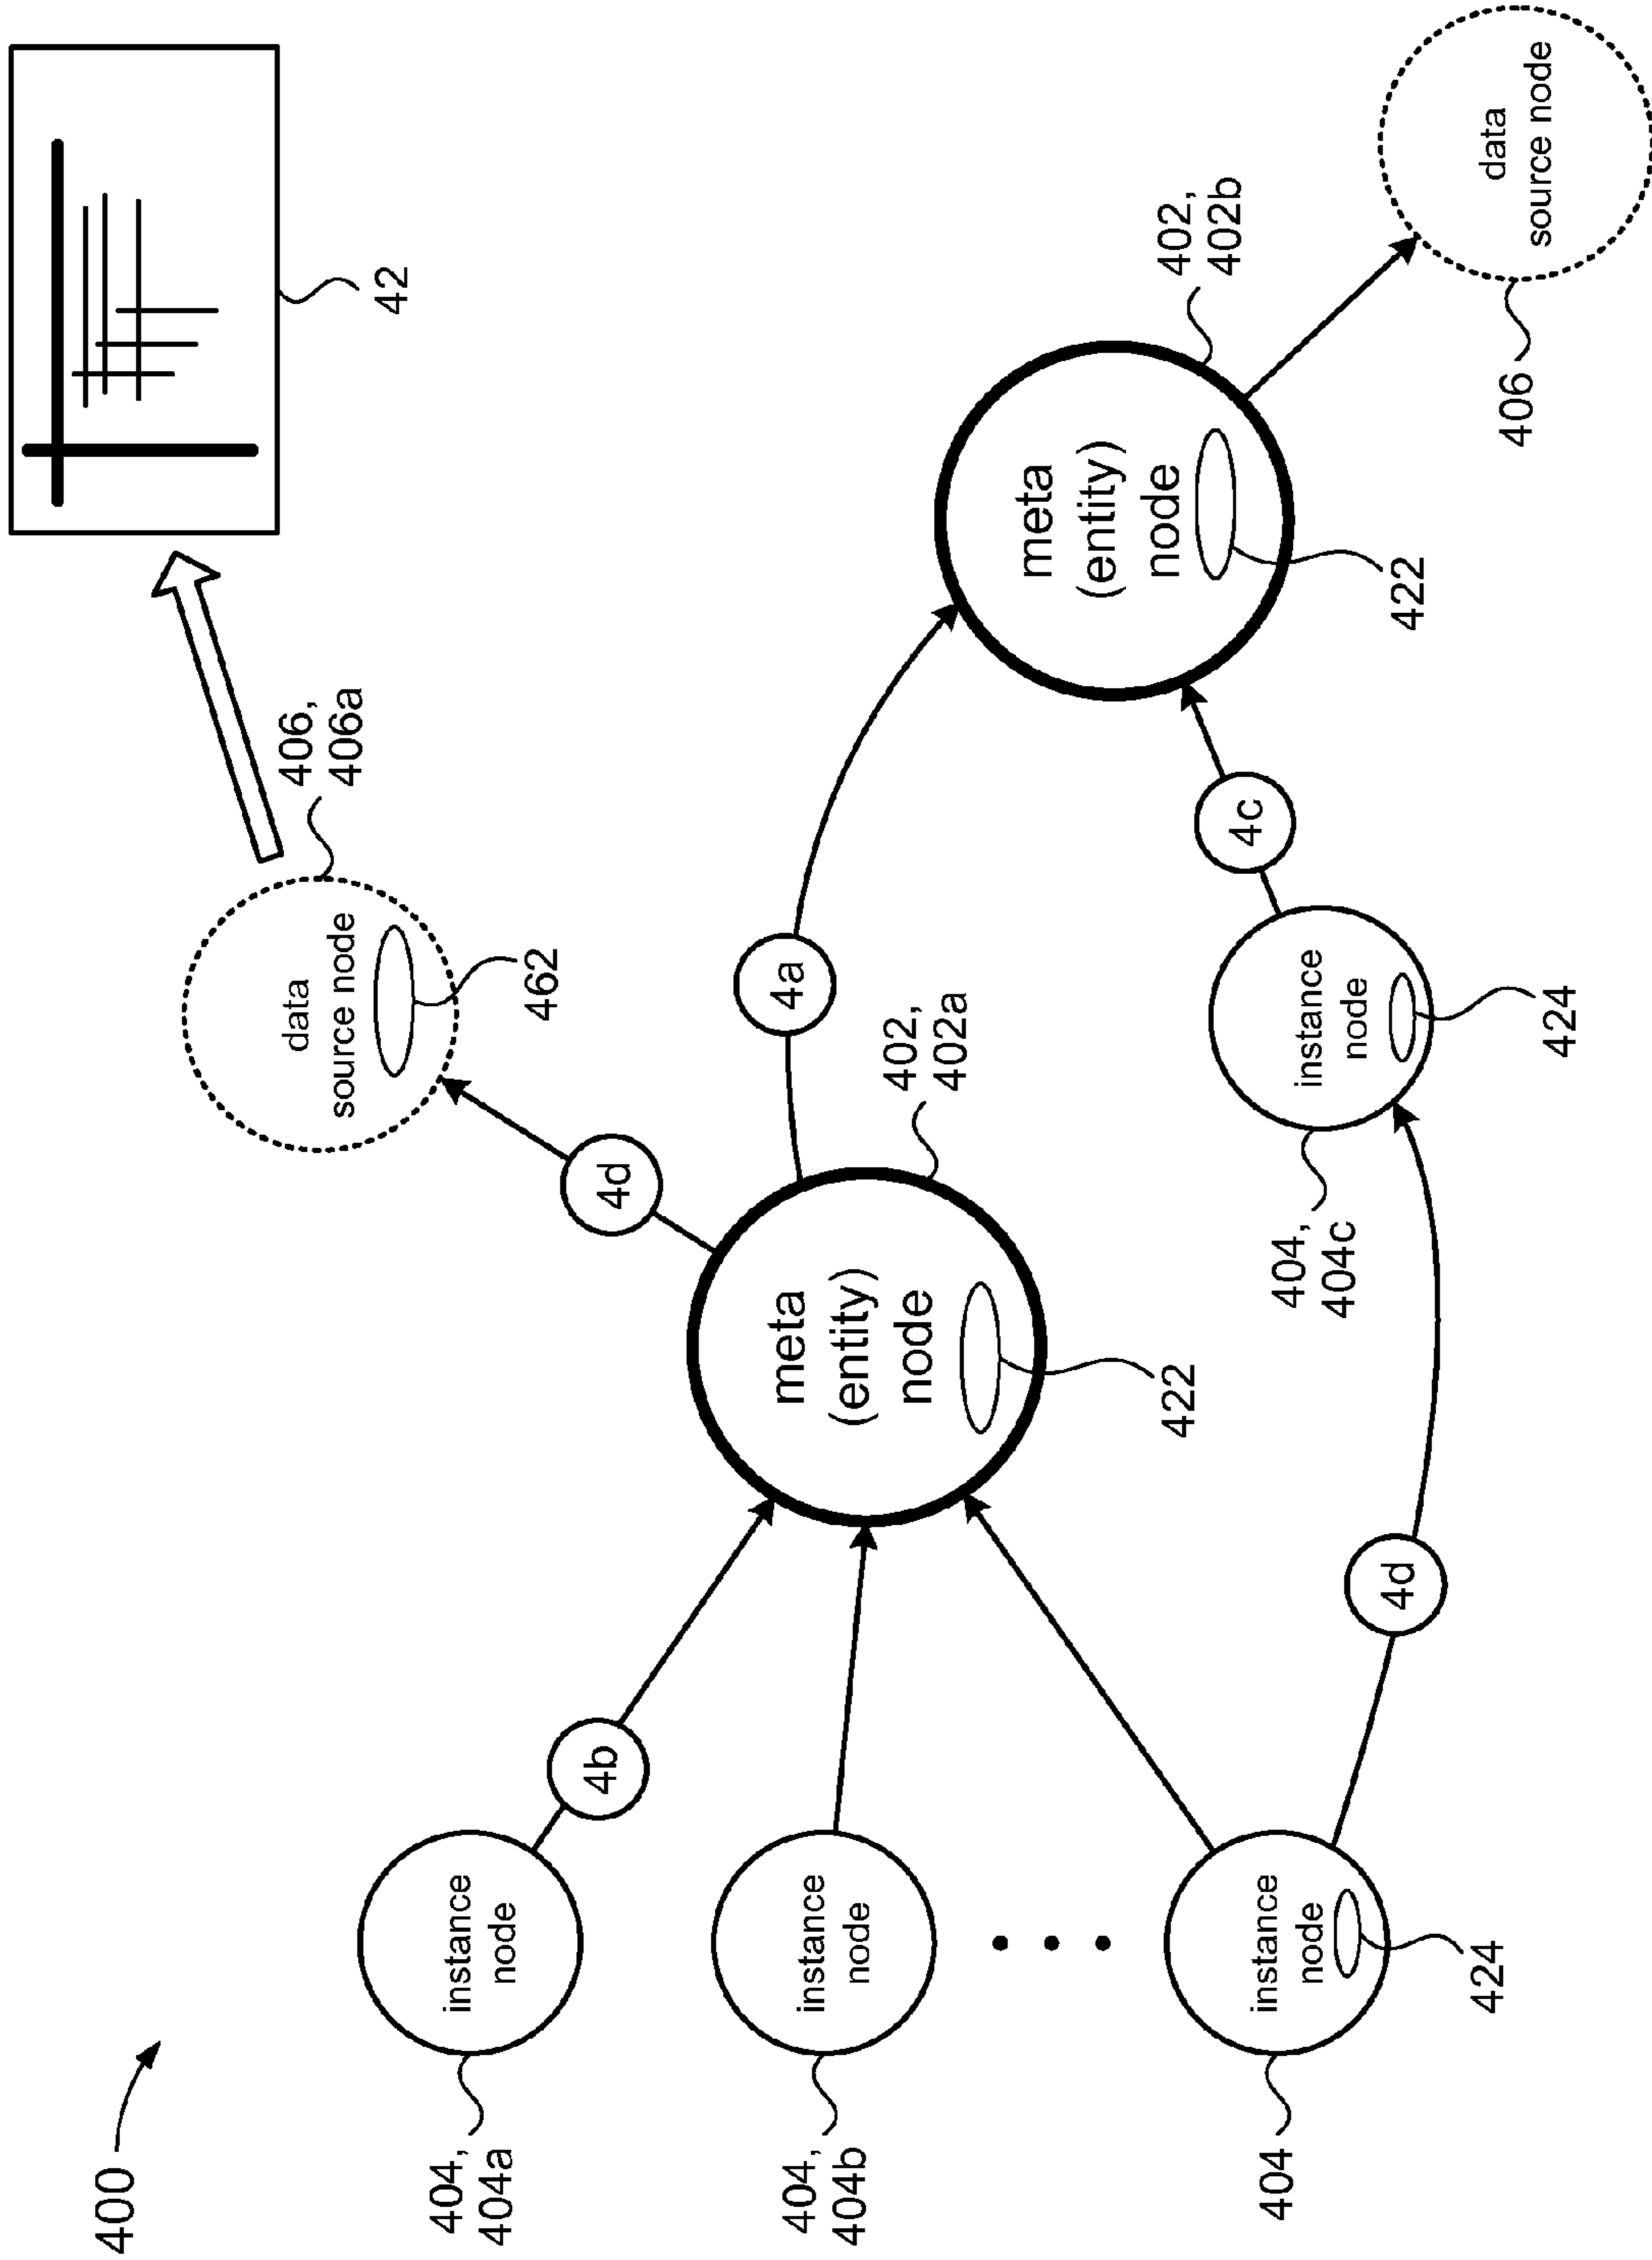 400
42
406,
406a
data
source node
462
4d
4a
402,
402a
meta
(entity)
node
422
402,
402b
meta
(entity)
node
422
data
source node
406
4b
4c
4d
instance
node
404,
404a
instance
node
404,
404b
instance
node
424
404
instance
node
424
404,
404c